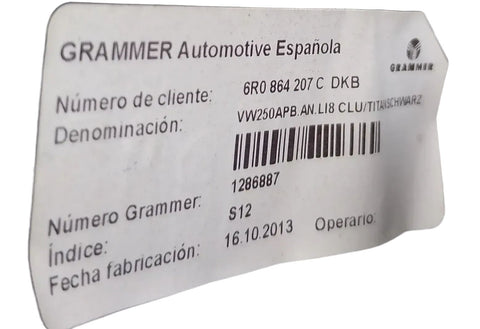 GRAMMER Automotive Española
GRAMMER
Número de cliente: 6R0 864 207 C DKB
Denominación: VW250APB.AN.LI8 CLU/TITANSCHWARZ
1286887
Número Grammer:
Índice: S12
Fecha fabricación: 16.10.2013 Operario: